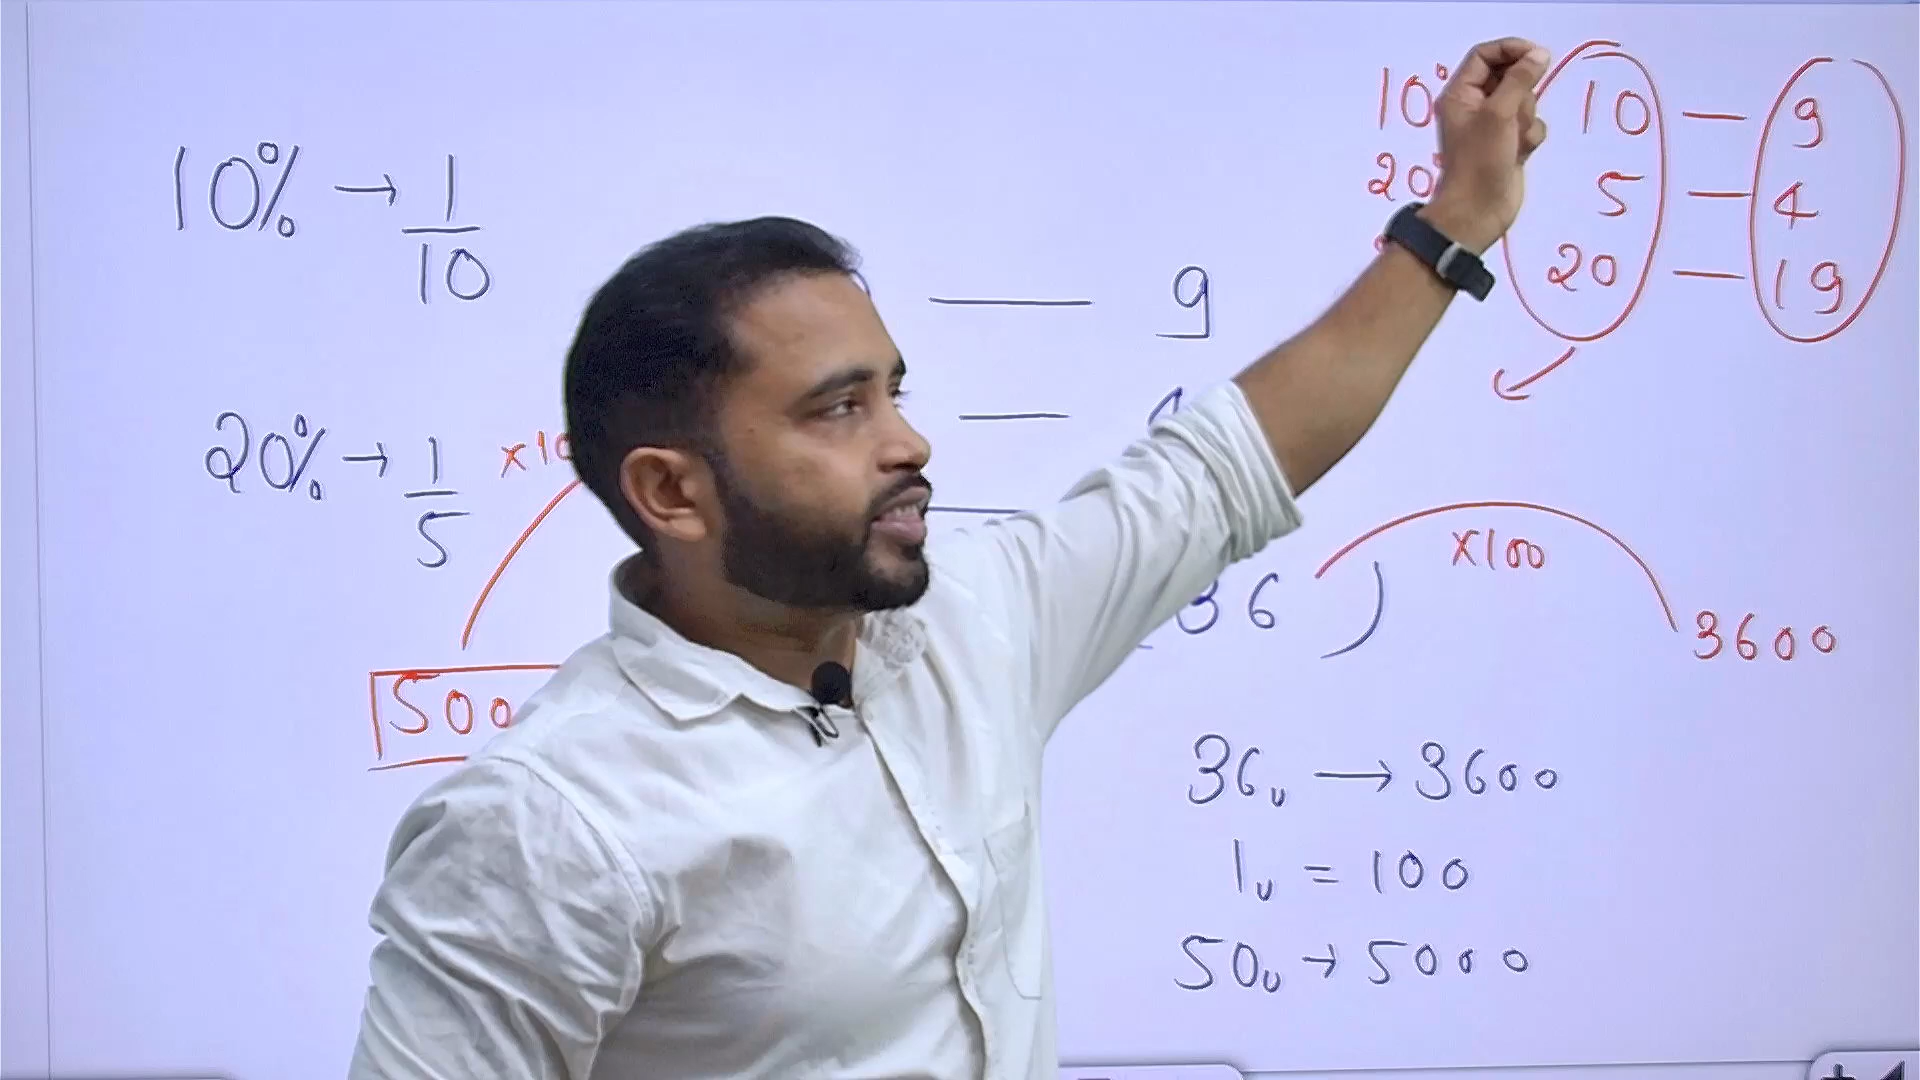 10% → 1/10
— 9
20% → 1/5
×10
500
36 )
×100
3600
36u → 3600
1u = 100
50u → 5000
10 10 — 9
20 5 — 4
20 — 19